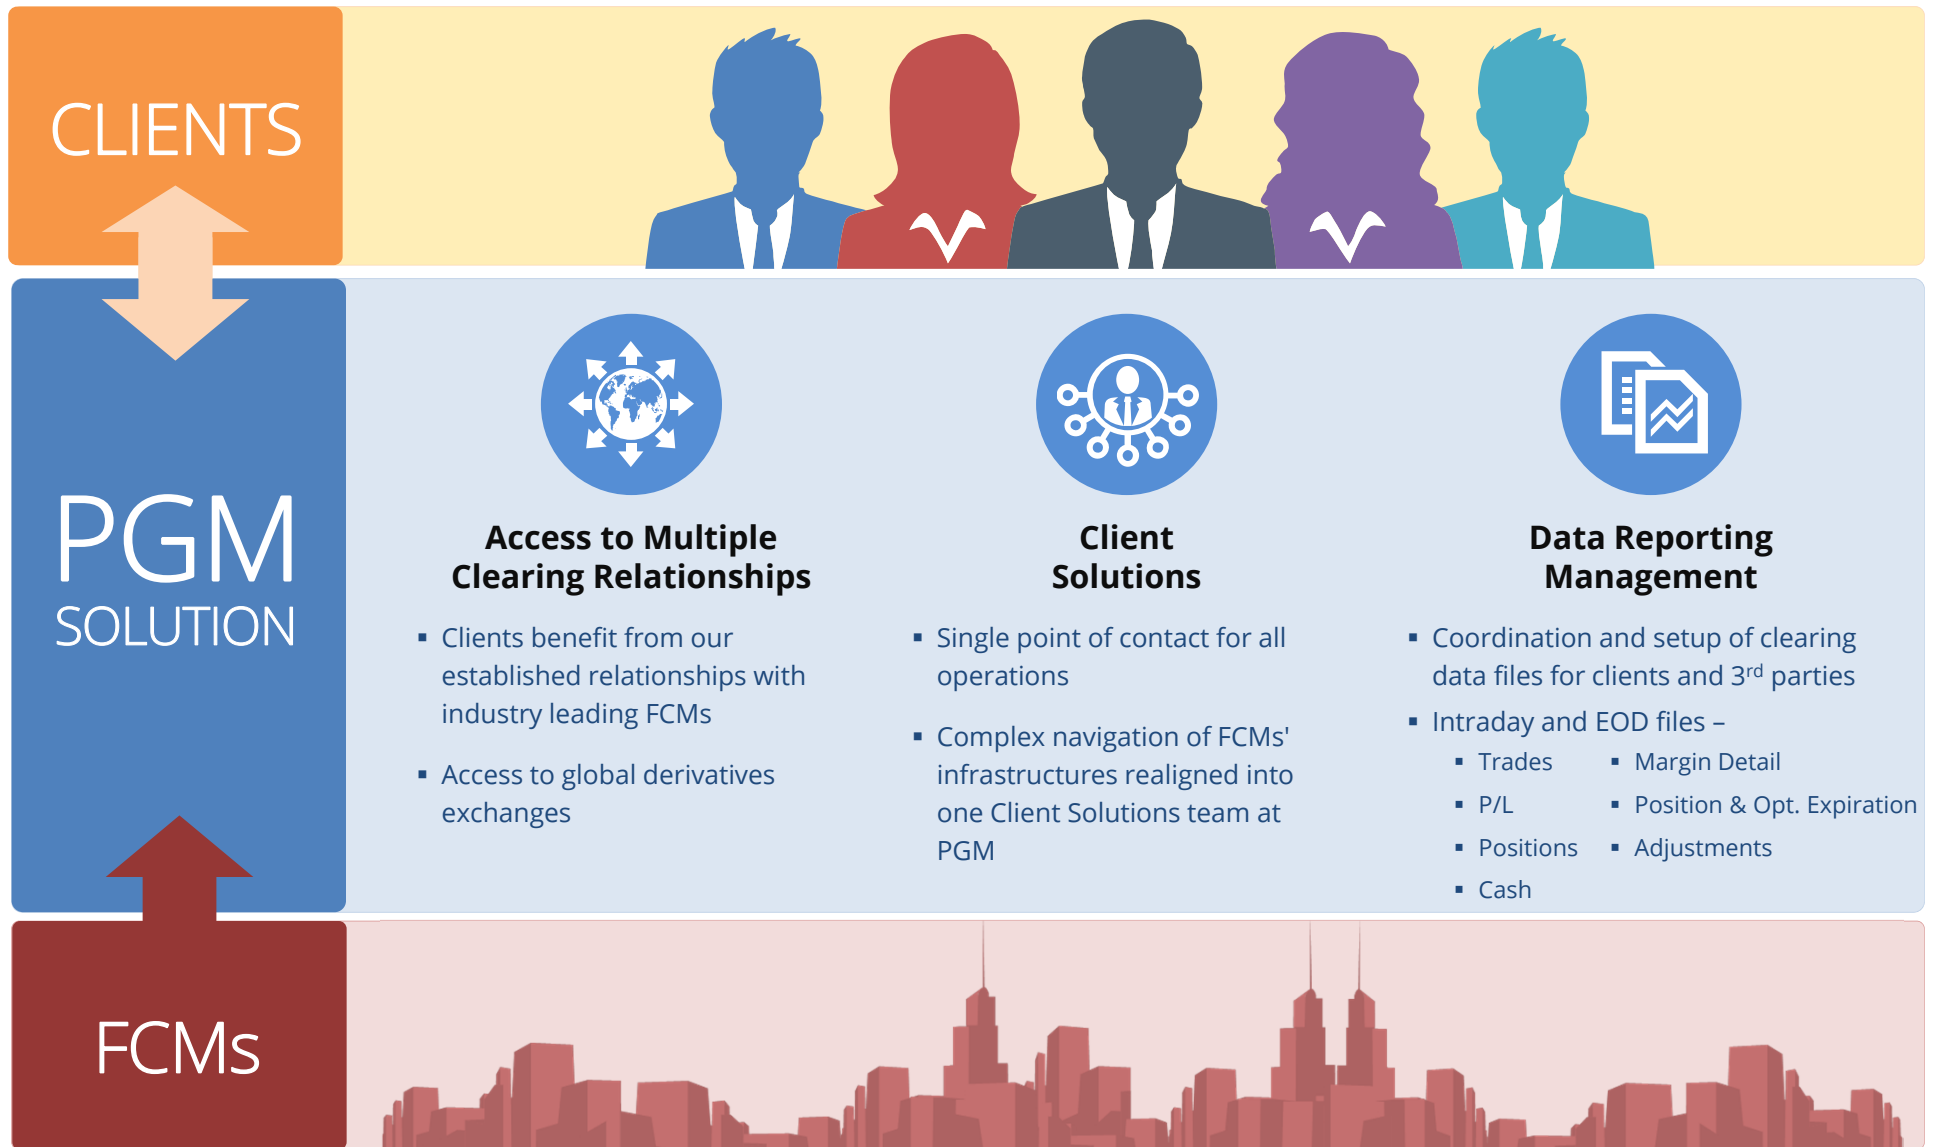 CLIENTS
PGM
SOLUTION
Access to Multiple
Clearing Relationships
▪ Clients benefit from our
established relationships with
industry leading FCMs
▪ Access to global derivatives
exchanges
Client
Solutions
▪ Single point of contact for all
operations
▪ Complex navigation of FCMs'
infrastructures realigned into
one Client Solutions team at
PGM
Data Reporting
Management
▪ Coordination and setup of clearing
data files for clients and 3rd parties
▪ Intraday and EOD files –
▪ Trades
▪ P/L
▪ Positions
▪ Cash
▪ Margin Detail
▪ Position & Opt. Expiration
▪ Adjustments
FCMs